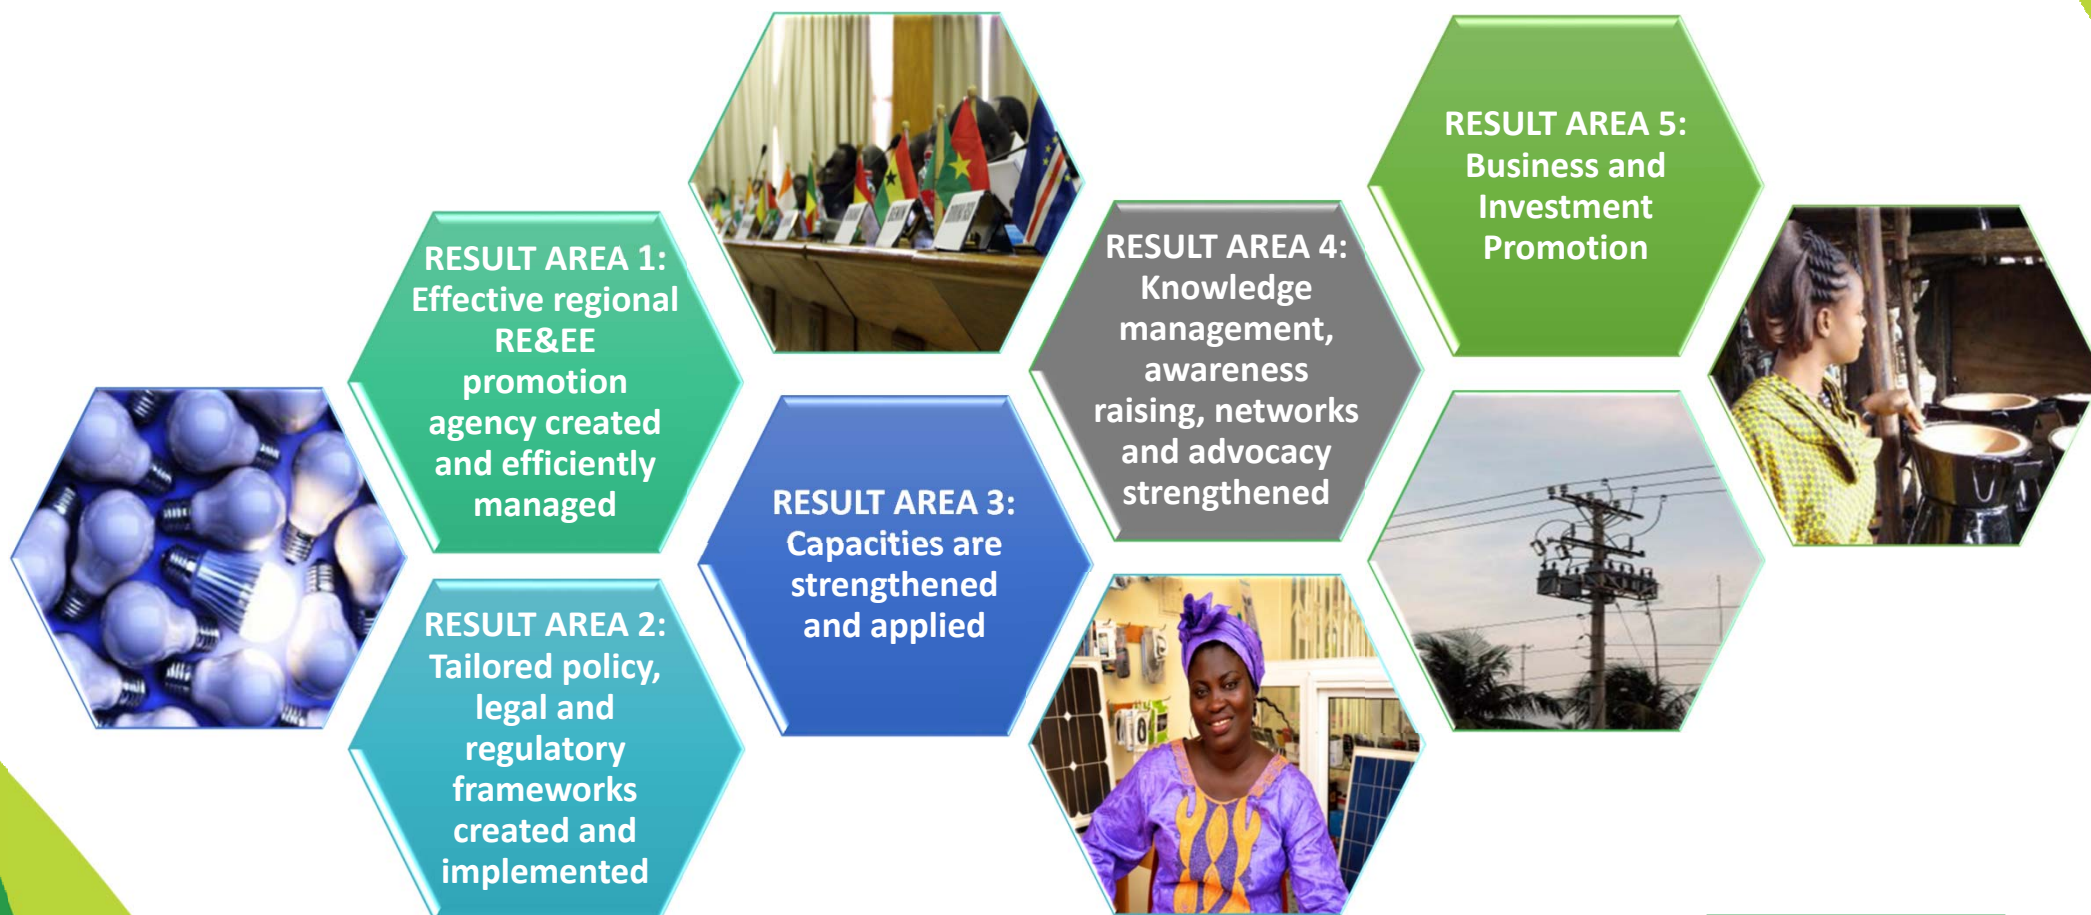 RESULT AREA 1:
Effective regional
RE&EE
promotion
agency created
and efficiently
managed
RESULT AREA 2:
Tailored policy,
legal and
regulatory
frameworks
created and
implemented
RESULT AREA 3:
Capacities are
strengthened
and applied
RESULT AREA 4:
Knowledge
management,
awareness
raising, networks
and advocacy
strengthened
RESULT AREA 5:
Business and
Investment
Promotion
BENIN